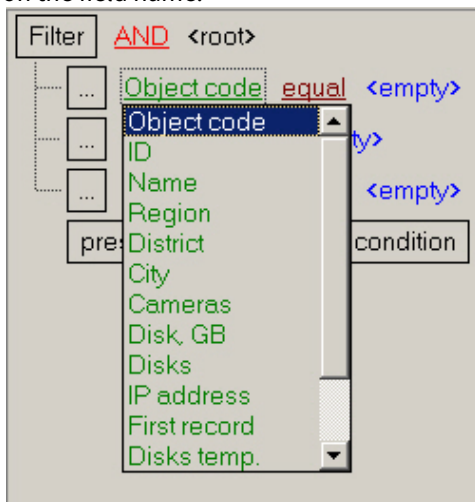 on the field name.
Filter AND <root>
... Object code equal <empty>
Object code
... ty>
ID
Name
... <empty>
Region
pre District condition
City
Cameras
Disk, GB
Disks
IP address
First record
Disks temp.